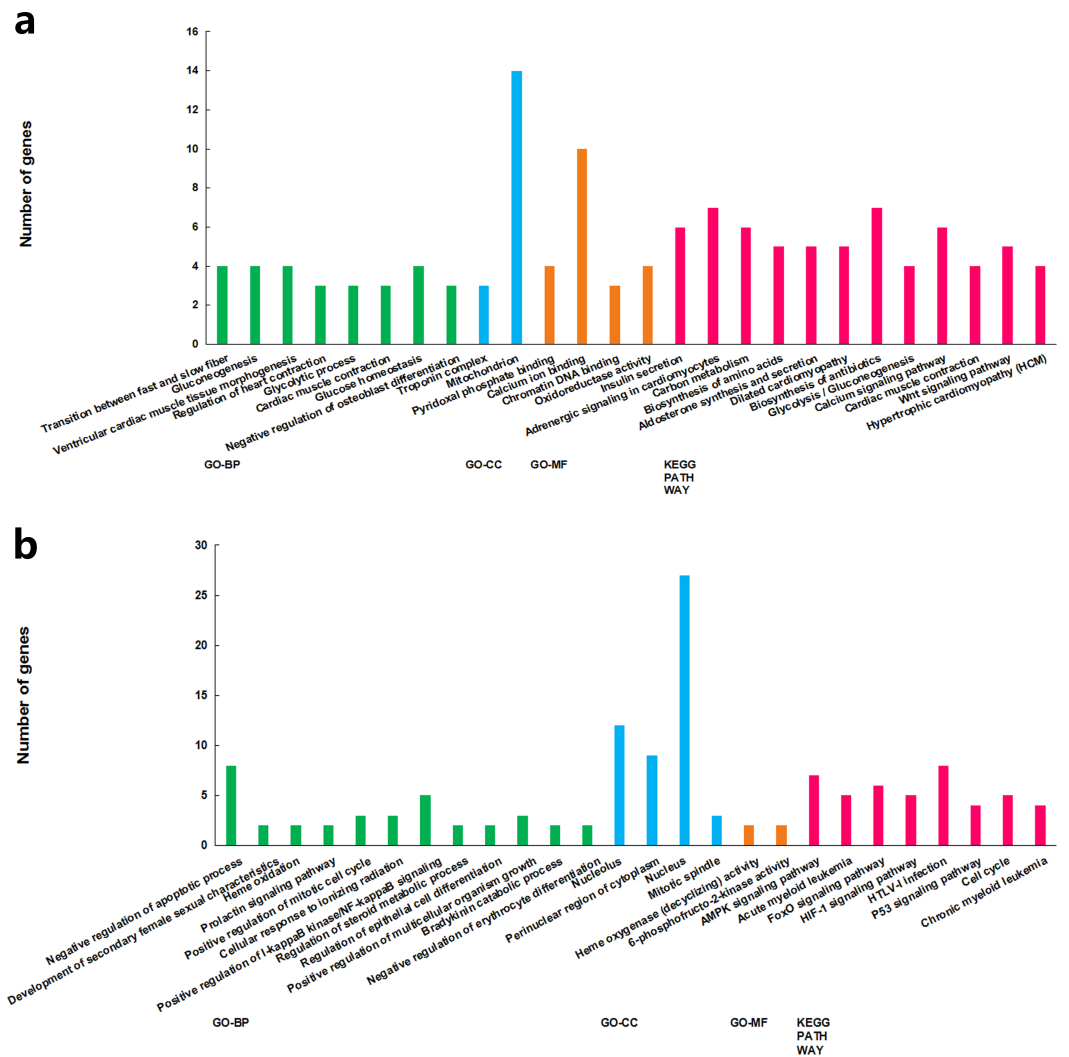 a
Number of genes
16
14
12
10
8
6
4
2
0
Transition between fast and slow fiber
Gluconeogenesis
Ventricular cardiac muscle tissue morphogenesis
Regulation of heart contraction
Glycolytic process
Cardiac muscle contraction
Glucose homeostasis
Negative regulation of osteoblast differentiation
Troponin complex
Mitochondrion
Pyridoxal phosphate binding
Calcium ion binding
Chromatin DNA binding
Oxidoreductase activity
Insulin secretion
Adrenergic signaling in cardiomyocytes
Carbon metabolism
Biosynthesis of amino acids
Aldosterone synthesis and secretion
Dilated cardiomyopathy
Biosynthesis of antibiotics
Glycolysis / Gluconeogenesis
Calcium signaling pathway
Cardiac muscle contraction
Wnt signaling pathway
Hypertrophic cardiomyopathy (HCM)
GO-BP
GO-CC
GO-MF
KEGG
PATH
WAY
b
Number of genes
30
25
20
15
10
5
0
Negative regulation of apoptotic process
Development of secondary female sexual characteristics
Heme oxidation
Prolactin signaling pathway
Positive regulation of mitotic cell cycle
Cellular response to ionizing radiation
Positive regulation of I-kappaB kinase/NF-kappaB signaling
Regulation of steroid metabolic process
Regulation of epithelial cell differentiation
Positive regulation of multicellular organism growth
Bradykinin catabolic process
Negative regulation of erythrocyte differentiation
Nucleolus
Perinuclear region of cytoplasm
Nucleus
Mitotic spindle
Heme oxygenase (decyclizing) activity
6-phosphofructo-2-kinase activity
AMPK signaling pathway
Acute myeloid leukemia
FoxO signaling pathway
HIF-1 signaling pathway
HTLV-I infection
P53 signaling pathway
Cell cycle
Chronic myeloid leukemia
GO-BP
GO-CC
GO-MF
KEGG
PATH
WAY